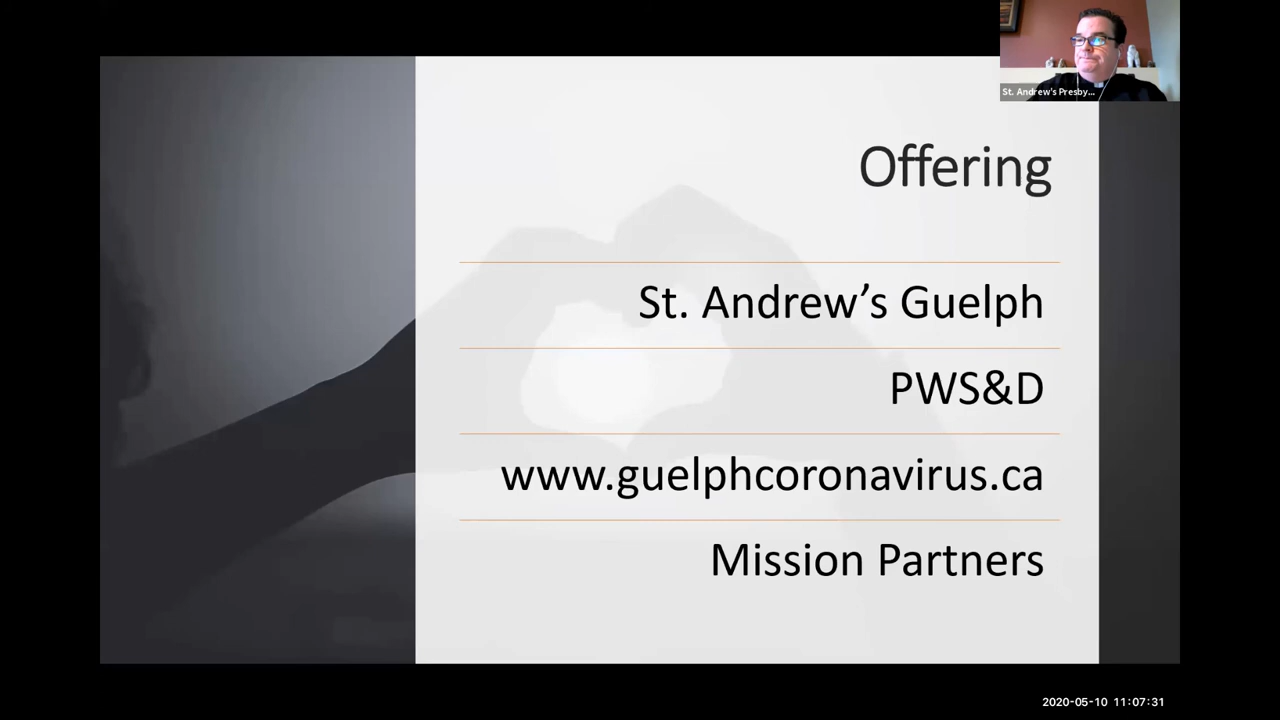 St. Andrew's Presby...
Offering
St. Andrew’s Guelph
PWS&D
www.guelphcoronavirus.ca
Mission Partners
2020-05-10 11:07:31